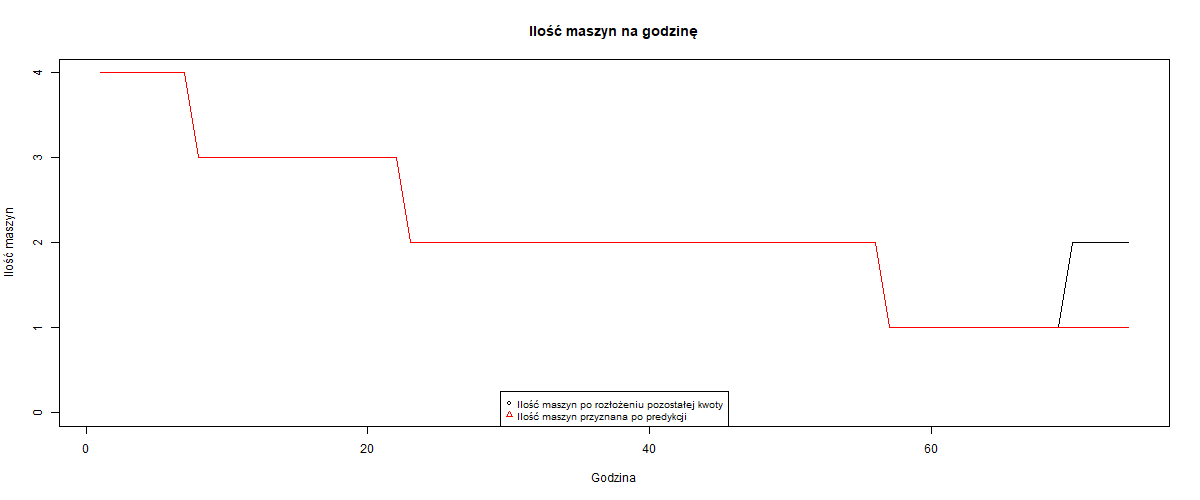 Ilość maszyn na godzinę
4
3
2
1
0
Ilość maszyn
Ilość maszyn po rozłożeniu pozostałej kwoty
Ilość maszyn przyznana po predykcji
0 20 40 60
Godzina